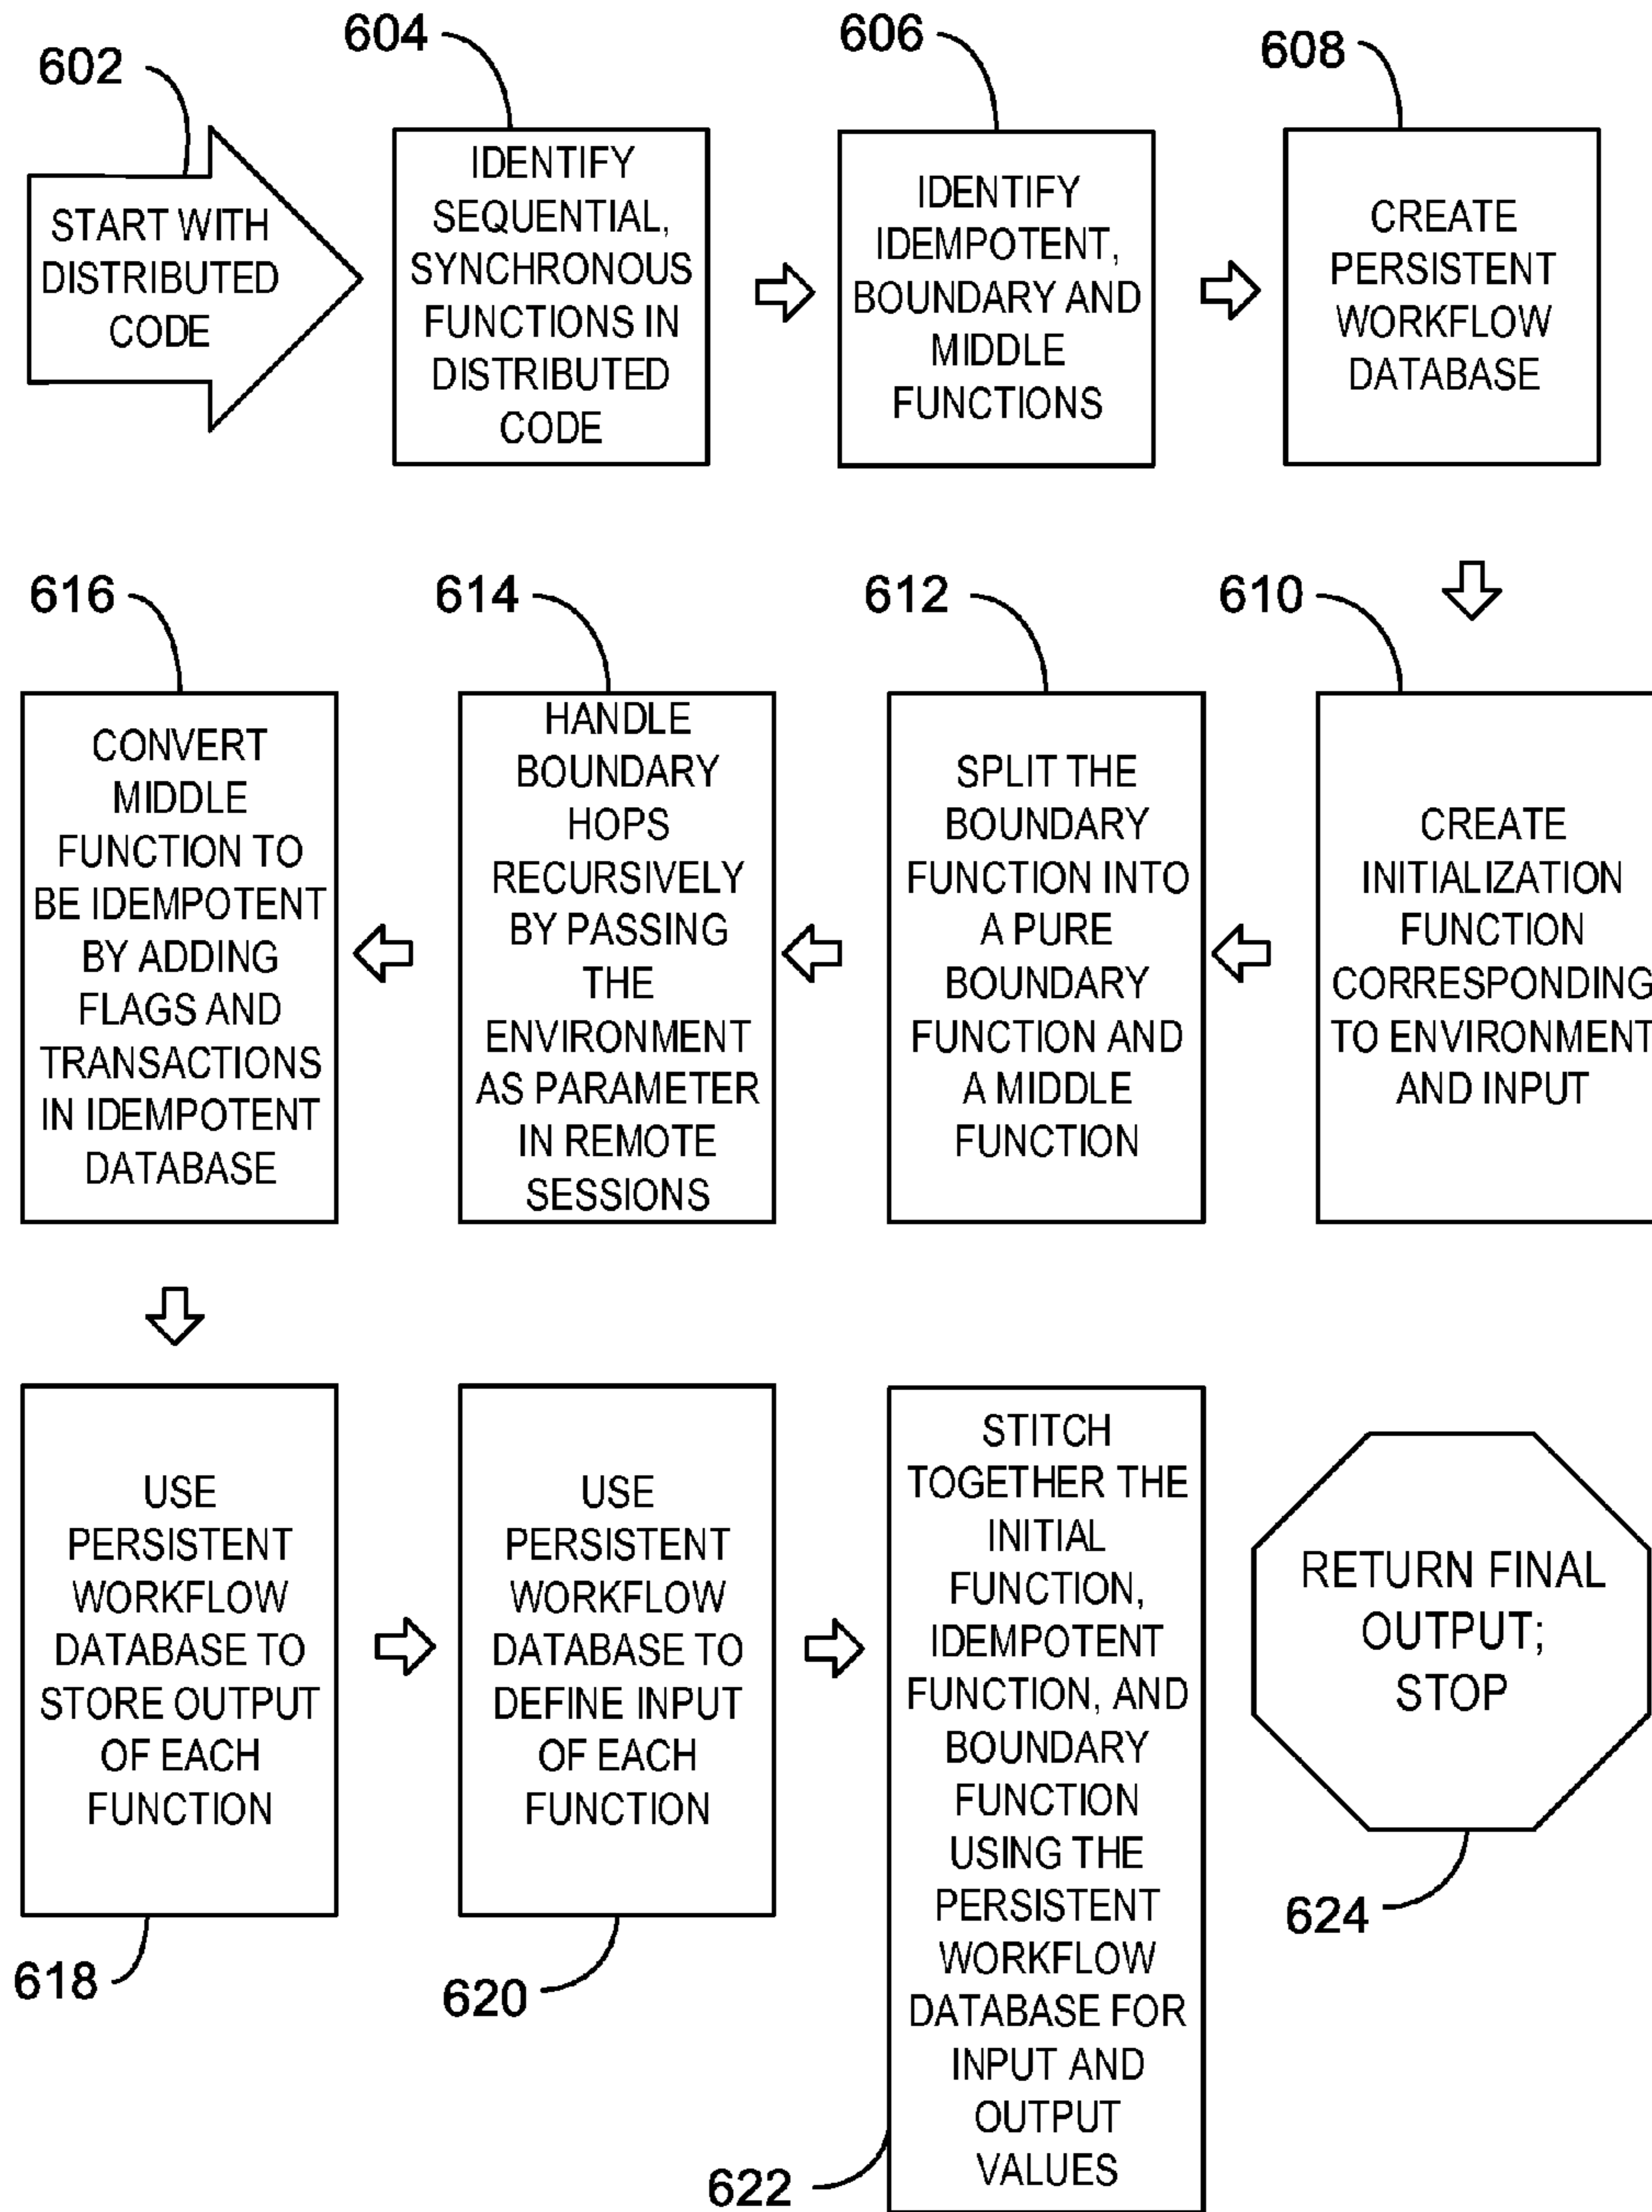 602
START WITH
DISTRIBUTED
CODE
604
IDENTIFY
SEQUENTIAL,
SYNCHRONOUS
FUNCTIONS IN
DISTRIBUTED
CODE
606
IDENTIFY
IDEMPOTENT,
BOUNDARY AND
MIDDLE
FUNCTIONS
608
CREATE
PERSISTENT
WORKFLOW
DATABASE
610
CREATE
INITIALIZATION
FUNCTION
CORRESPONDING
TO ENVIRONMENT
AND INPUT
612
SPLIT THE
BOUNDARY
FUNCTION INTO
A PURE
BOUNDARY
FUNCTION AND
A MIDDLE
FUNCTION
614
HANDLE
BOUNDARY
HOPS
RECURSIVELY
BY PASSING
THE
ENVIRONMENT
AS PARAMETER
IN REMOTE
SESSIONS
616
CONVERT
MIDDLE
FUNCTION TO
BE IDEMPOTENT
BY ADDING
FLAGS AND
TRANSACTIONS
IN IDEMPOTENT
DATABASE
USE
PERSISTENT
WORKFLOW
DATABASE TO
STORE OUTPUT
OF EACH
FUNCTION
618
USE
PERSISTENT
WORKFLOW
DATABASE TO
DEFINE INPUT
OF EACH
FUNCTION
620
STITCH
TOGETHER THE
INITIAL
FUNCTION,
IDEMPOTENT
FUNCTION, AND
BOUNDARY
FUNCTION
USING THE
PERSISTENT
WORKFLOW
DATABASE FOR
INPUT AND
OUTPUT
VALUES
622
RETURN FINAL
OUTPUT;
STOP
624